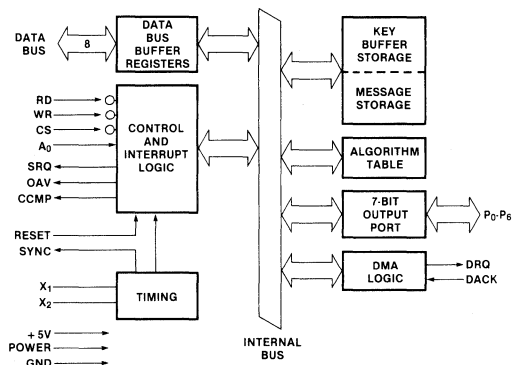 DATA
BUS
8
DATA
BUS
BUFFER
REGISTERS
KEY
BUFFER
STORAGE
MESSAGE
STORAGE
RD
WR
CS
A0
SRQ
OAV
CCMP
CONTROL
AND
INTERRUPT
LOGIC
ALGORITHM
TABLE
7-BIT
OUTPUT
PORT
P0-P6
RESET
SYNC
DMA
LOGIC
DRQ
DACK
X1
X2
TIMING
+5V
POWER
GND
INTERNAL
BUS